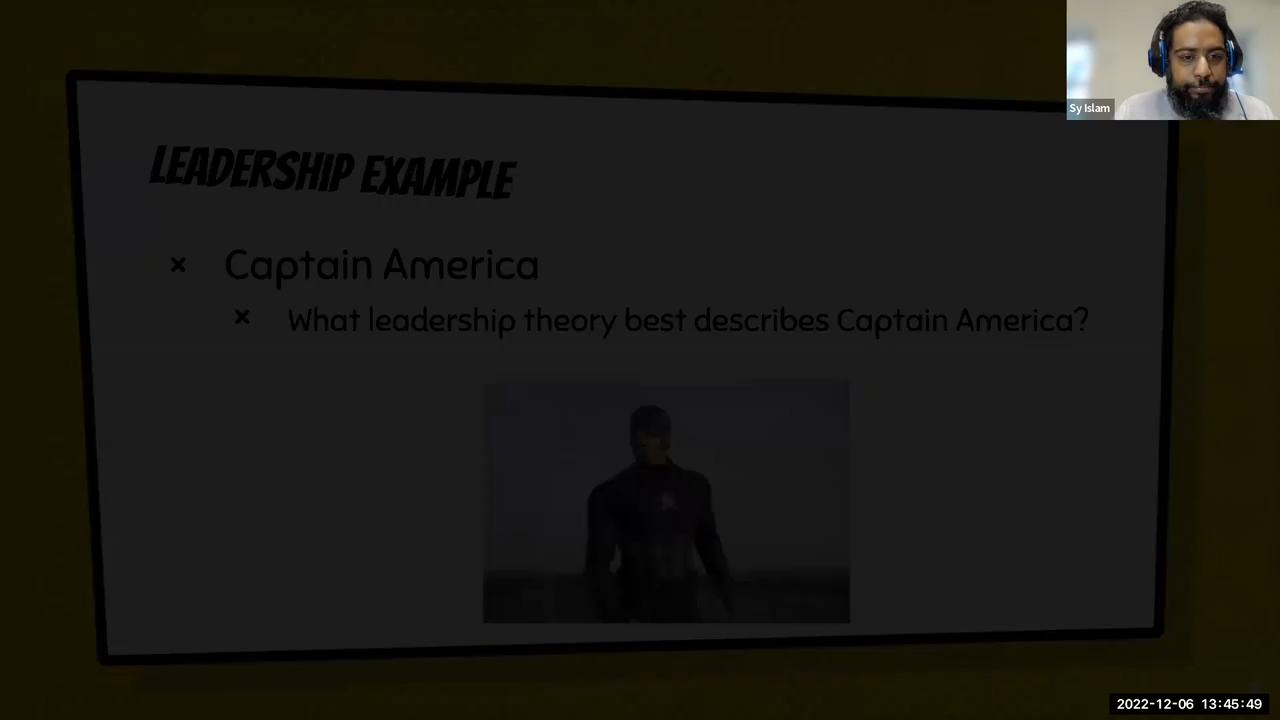 Sy Islam
LEADERSHIP EXAMPLE
× Captain America
× What leadership theory best describes Captain America?
2022-12-06 13:45:49